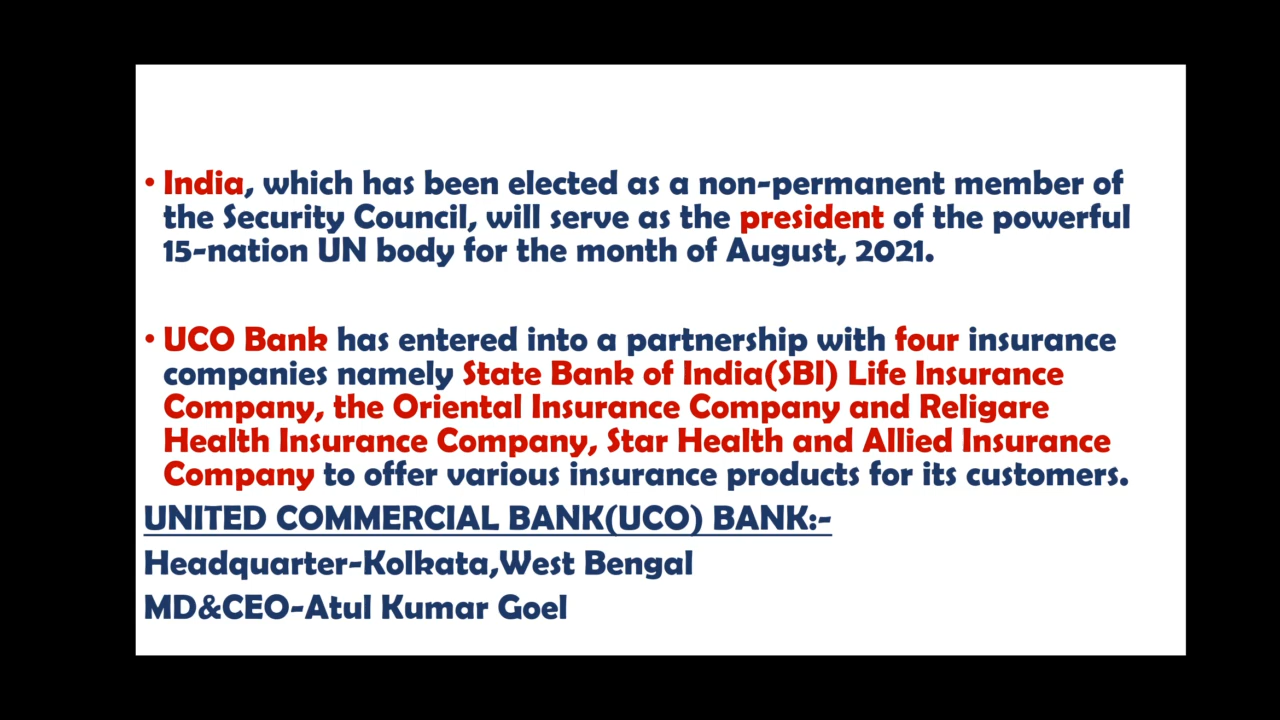 • India, which has been elected as a non-permanent member of
the Security Council, will serve as the president of the powerful
15-nation UN body for the month of August, 2021.
• UCO Bank has entered into a partnership with four insurance
companies namely State Bank of India(SBI) Life Insurance
Company, the Oriental Insurance Company and Religare
Health Insurance Company, Star Health and Allied Insurance
Company to offer various insurance products for its customers.
UNITED COMMERCIAL BANK(UCO) BANK:-
Headquarter-Kolkata,West Bengal
MD&CEO-Atul Kumar Goel